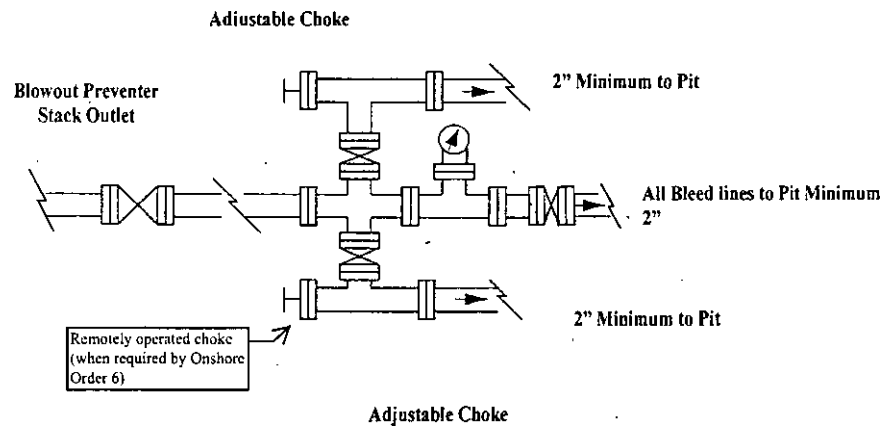 Adjustable Choke
2” Minimum to Pit
Blowout Preventer
Stack Outlet
All Bleed lines to Pit Minimum
2”
2” Minimum to Pit
Remotely operated choke
(when required by Onshore
Order 6)
Adjustable Choke